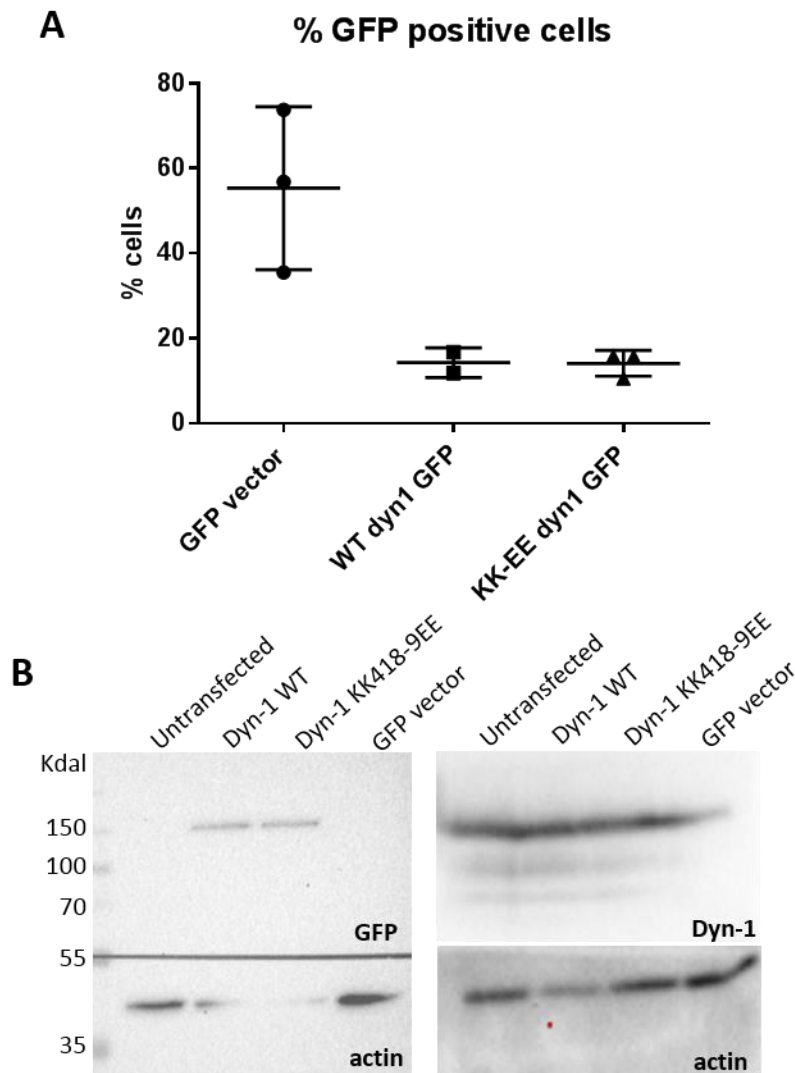 A
% GFP positive cells
% cells
80
60
40
20
0
GFP vector
WT dyn1 GFP
KK-EE dyn1 GFP
B
Untransfected
Dyn-1 WT
Dyn-1 KK418-9EE
GFP vector
Untransfected
Dyn-1 WT
Dyn-1 KK418-9EE
GFP vector
Kdal
150
100
70
55
35
GFP
actin
Dyn-1
actin